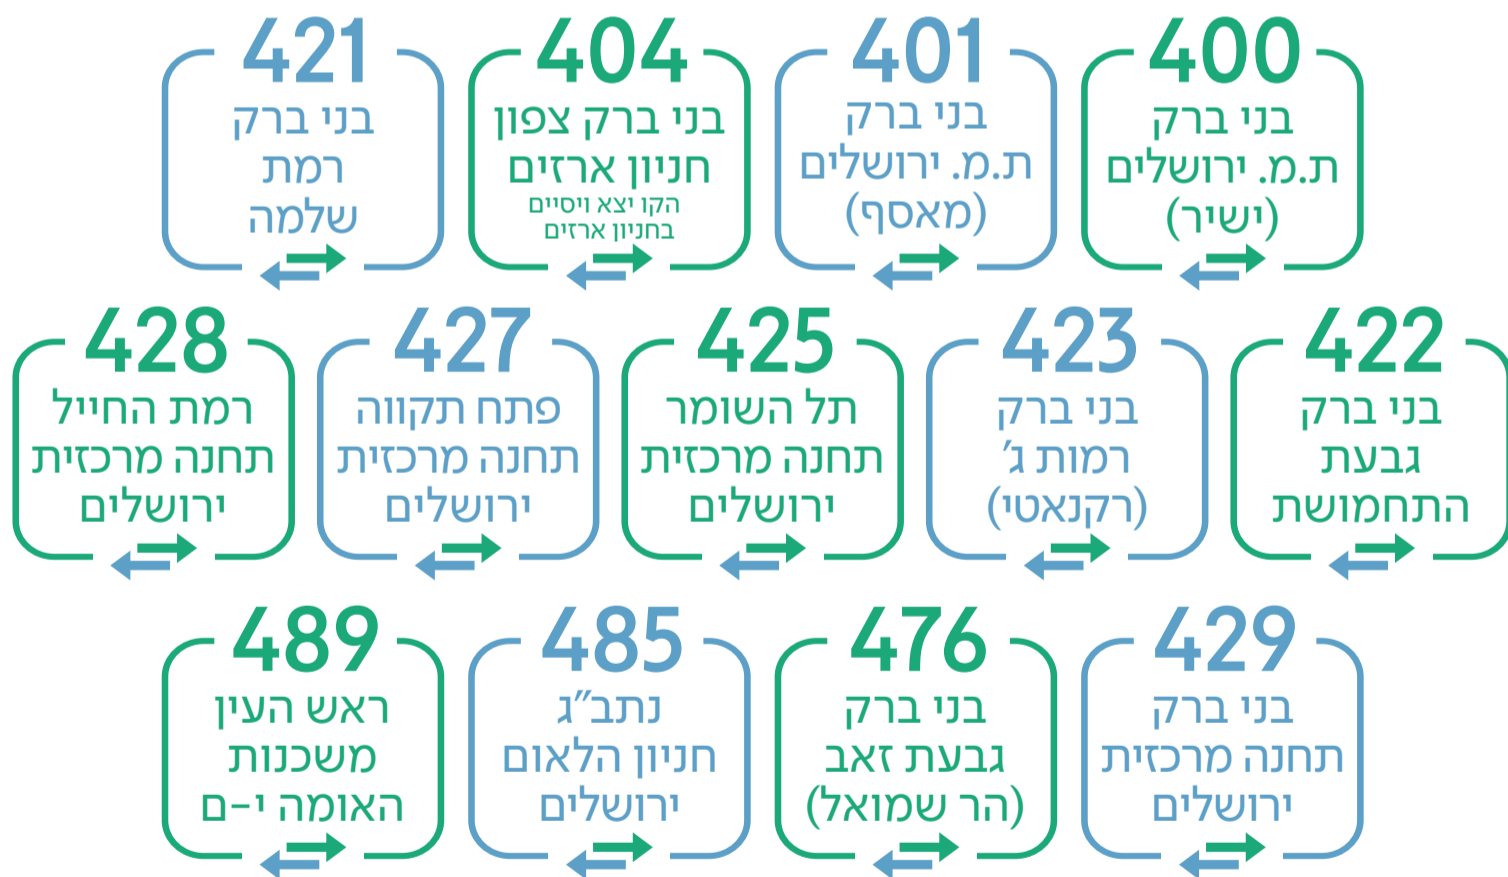 400
בני ברק
ת.מ. ירושלים
(ישיר)
401
בני ברק
ת.מ. ירושלים
(מאסף)
404
בני ברק צפון
חניון ארזים
הקו יצא ויסיים
בחניון ארזים
421
בני ברק
רמת
שלמה
422
בני ברק
גבעת
התחמושת
423
בני ברק
רמות ג'
(רקנאטי)
425
תל השומר
תחנה מרכזית
ירושלים
427
פתח תקווה
תחנה מרכזית
ירושלים
428
רמת החייל
תחנה מרכזית
ירושלים
429
בני ברק
תחנה מרכזית
ירושלים
476
בני ברק
גבעת זאב
(הר שמואל)
485
נתב"ג
חניון הלאום
ירושלים
489
ראש העין
משכנות
האומה י-ם